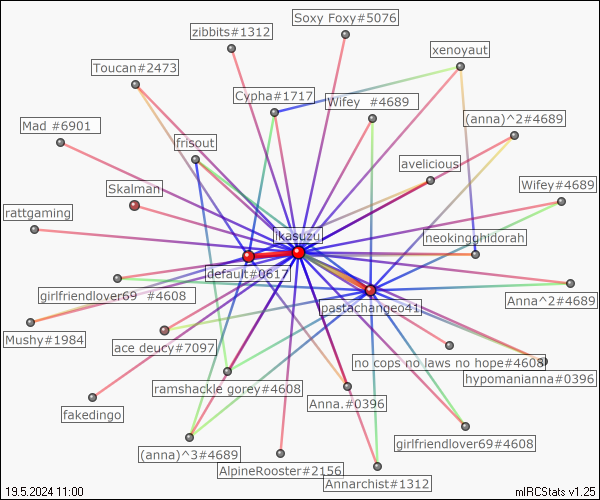 Soxy Foxy#5076
zibbits#1312
xenoyaut
Toucan#2473
Cypha#1717
Wifey  #4689
(anna)^2#4689
Mad #6901
frisout
avelicious
Skalman
Wifey#4689
rattgaming
ikasuzu
neokingghidorah
default#0617
girlfriendlover69  #4608
Anna^2#4689
pastachangeo41
Mushy#1984
ace deucy#7097
no cops no laws no hope#4608
hypomanianna#0396
ramshackle gorey#4608
Anna.#0396
fakedingo
girlfriendlover69#4608
(anna)^3#4689
AlpineRooster#2156
Annarchist#1312
19.5.2024 11:00
mIRCStats v1.25